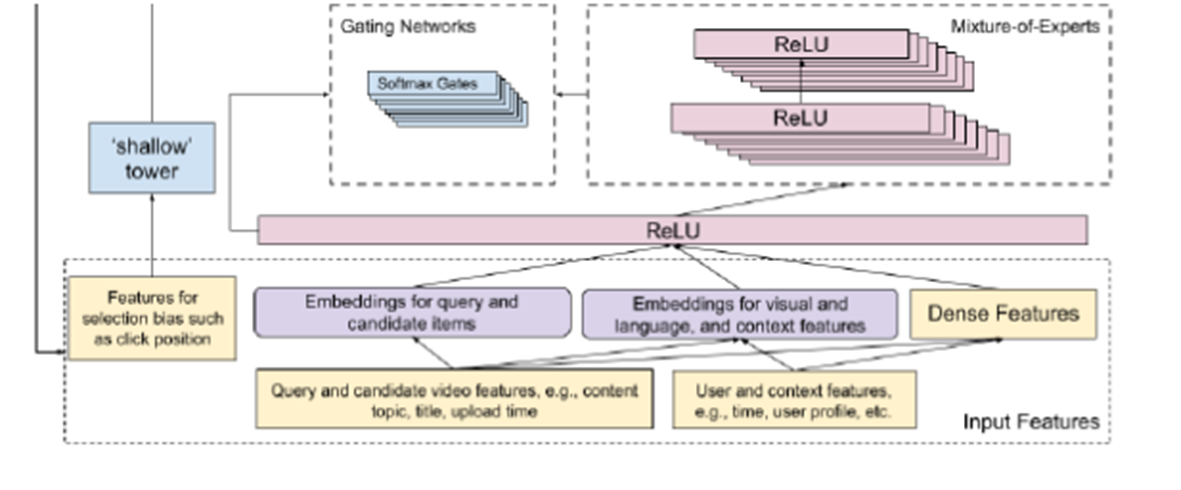 Gating Networks
Softmax Gates
Mixture-of-Experts
ReLU
ReLU
‘shallow’
tower
ReLU
Features for
selection bias such
as click position
Embeddings for query and
candidate items
Embeddings for visual and
language, and context features
Dense Features
Query and candidate video features, e.g., content
topic, title, upload time
User and context features,
e.g., time, user profile, etc.
Input Features